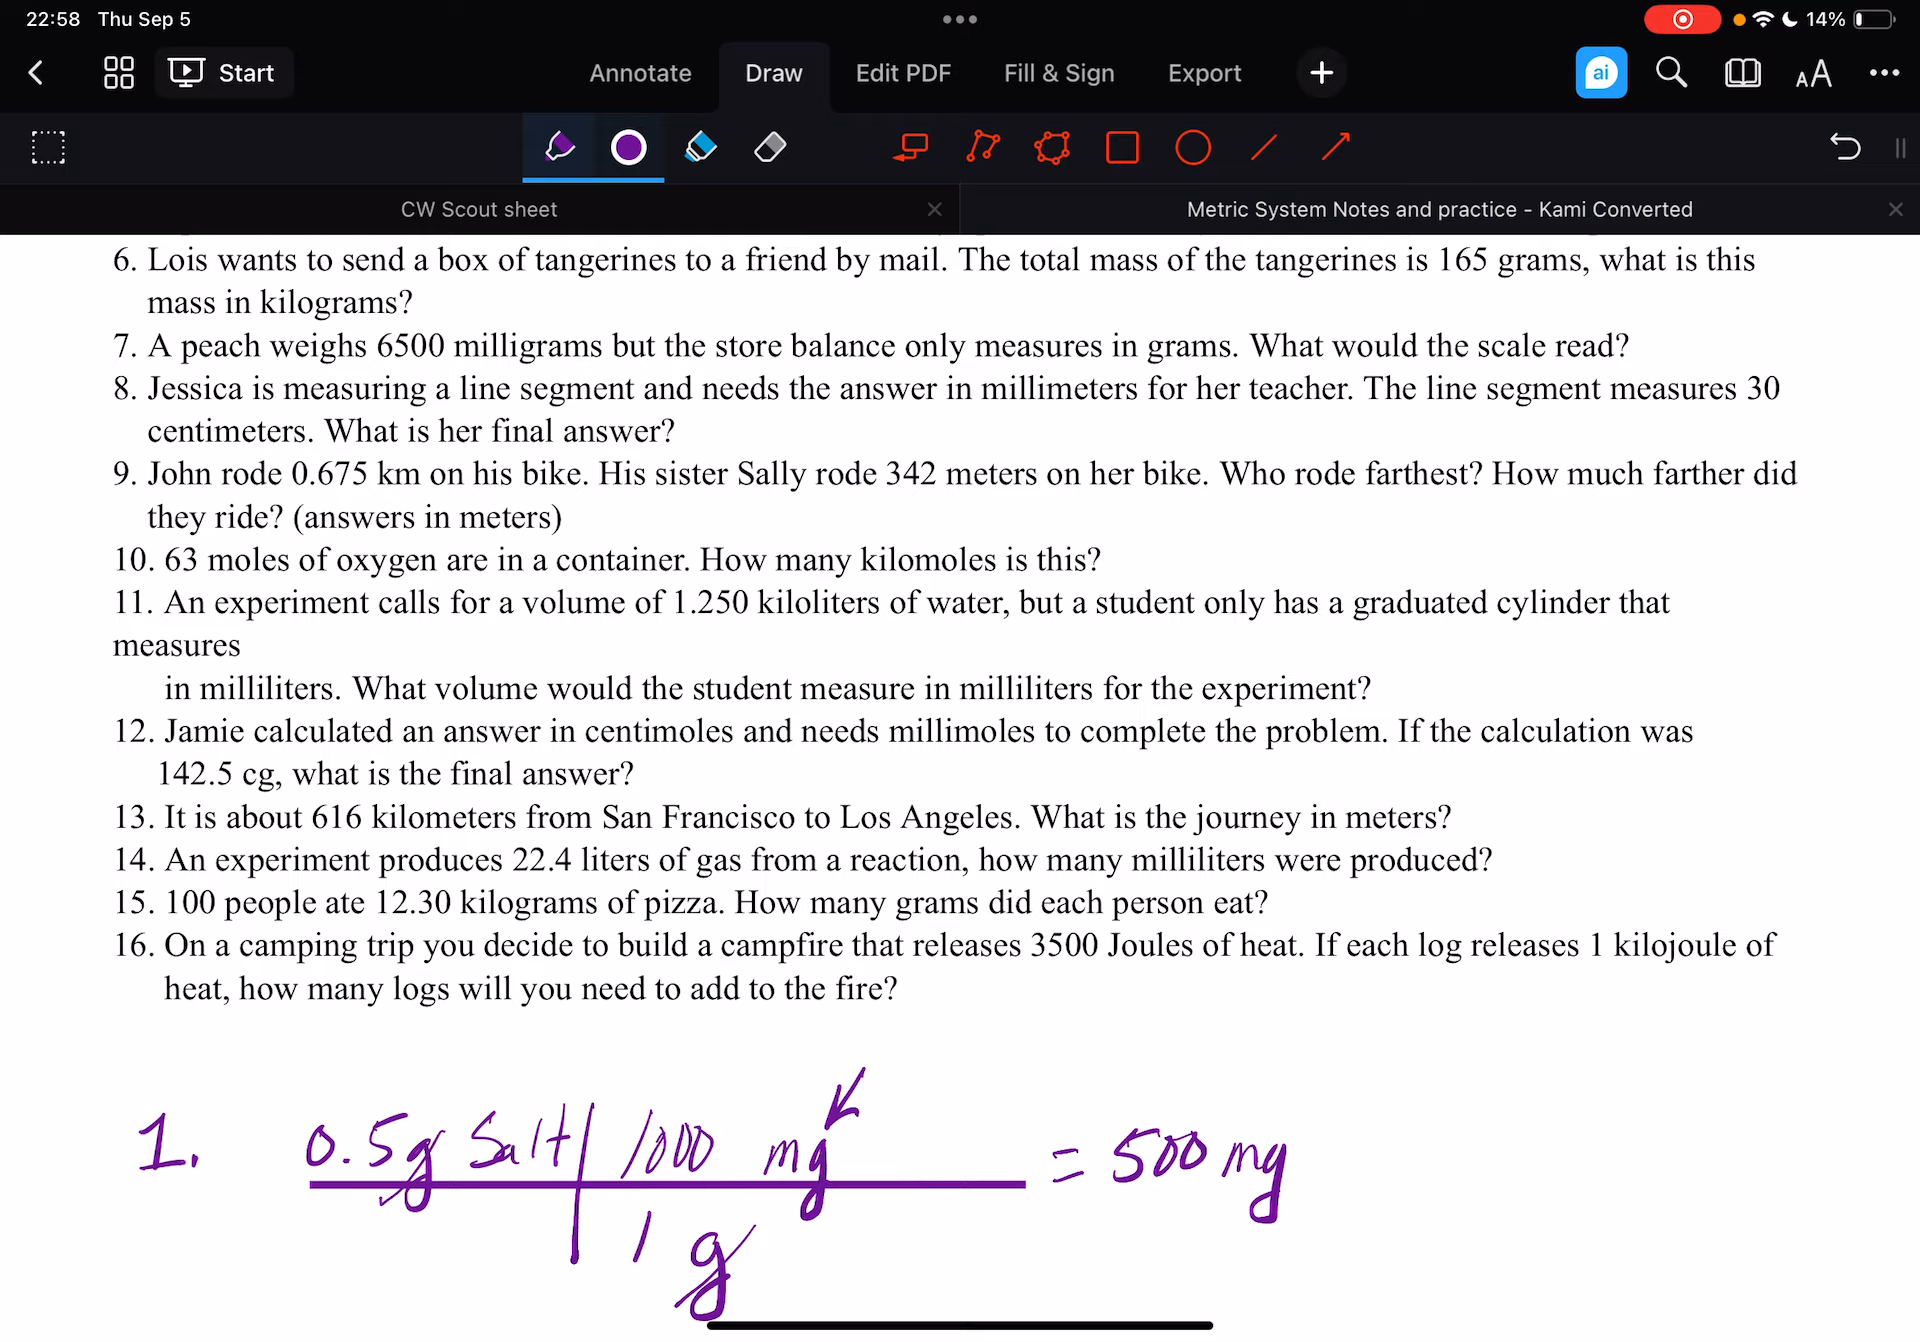 22:58 Thu Sep 5
14%
Start
Annotate
Draw
Edit PDF
Fill & Sign
Export
ai
AA
CW Scout sheet
Metric System Notes and practice - Kami Converted
6. Lois wants to send a box of tangerines to a friend by mail. The total mass of the tangerines is 165 grams, what is this
mass in kilograms?
7. A peach weighs 6500 milligrams but the store balance only measures in grams. What would the scale read?
8. Jessica is measuring a line segment and needs the answer in millimeters for her teacher. The line segment measures 30
centimeters. What is her final answer?
9. John rode 0.675 km on his bike. His sister Sally rode 342 meters on her bike. Who rode farthest? How much farther did
they ride? (answers in meters)
10. 63 moles of oxygen are in a container. How many kilomoles is this?
11. An experiment calls for a volume of 1.250 kiloliters of water, but a student only has a graduated cylinder that
measures
in milliliters. What volume would the student measure in milliliters for the experiment?
12. Jamie calculated an answer in centimoles and needs millimoles to complete the problem. If the calculation was
142.5 cg, what is the final answer?
13. It is about 616 kilometers from San Francisco to Los Angeles. What is the journey in meters?
14. An experiment produces 22.4 liters of gas from a reaction, how many milliliters were produced?
15. 100 people ate 12.30 kilograms of pizza. How many grams did each person eat?
16. On a camping trip you decide to build a campfire that releases 3500 Joules of heat. If each log releases 1 kilojoule of
heat, how many logs will you need to add to the fire?
1. 0.5g Salt 1000 mg = 500 mg
1 g